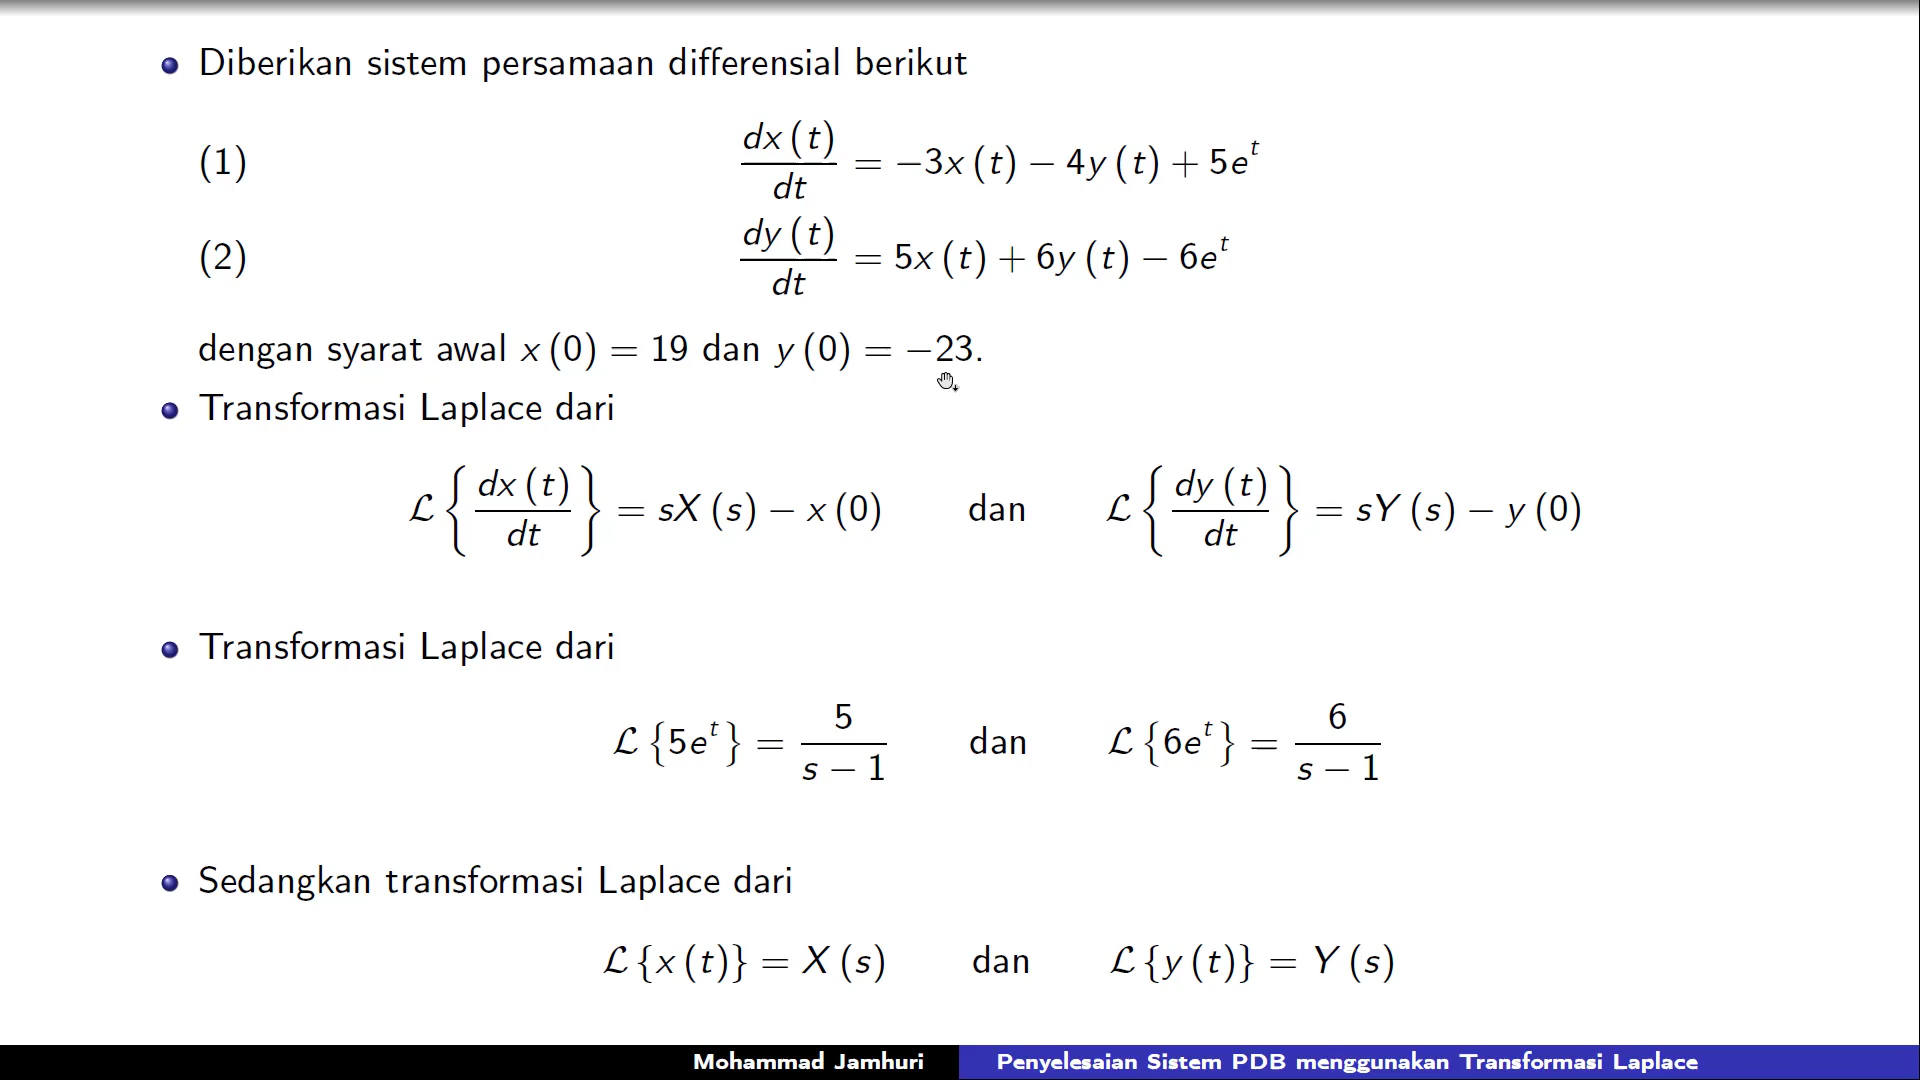 Diberikan sistem persamaan differensial berikut
(1) dx(t)/dt = −3x(t) − 4y(t) + 5e^t
(2) dy(t)/dt = 5x(t) + 6y(t) − 6e^t
dengan syarat awal x(0) = 19 dan y(0) = −23.
Transformasi Laplace dari
ℒ{dx(t)/dt} = sX(s) − x(0) dan ℒ{dy(t)/dt} = sY(s) − y(0)
Transformasi Laplace dari
ℒ{5e^t} = 5/(s − 1) dan ℒ{6e^t} = 6/(s − 1)
Sedangkan transformasi Laplace dari
ℒ{x(t)} = X(s) dan ℒ{y(t)} = Y(s)
Mohammad Jamhuri Penyelesaian Sistem PDB menggunakan Transformasi Laplace